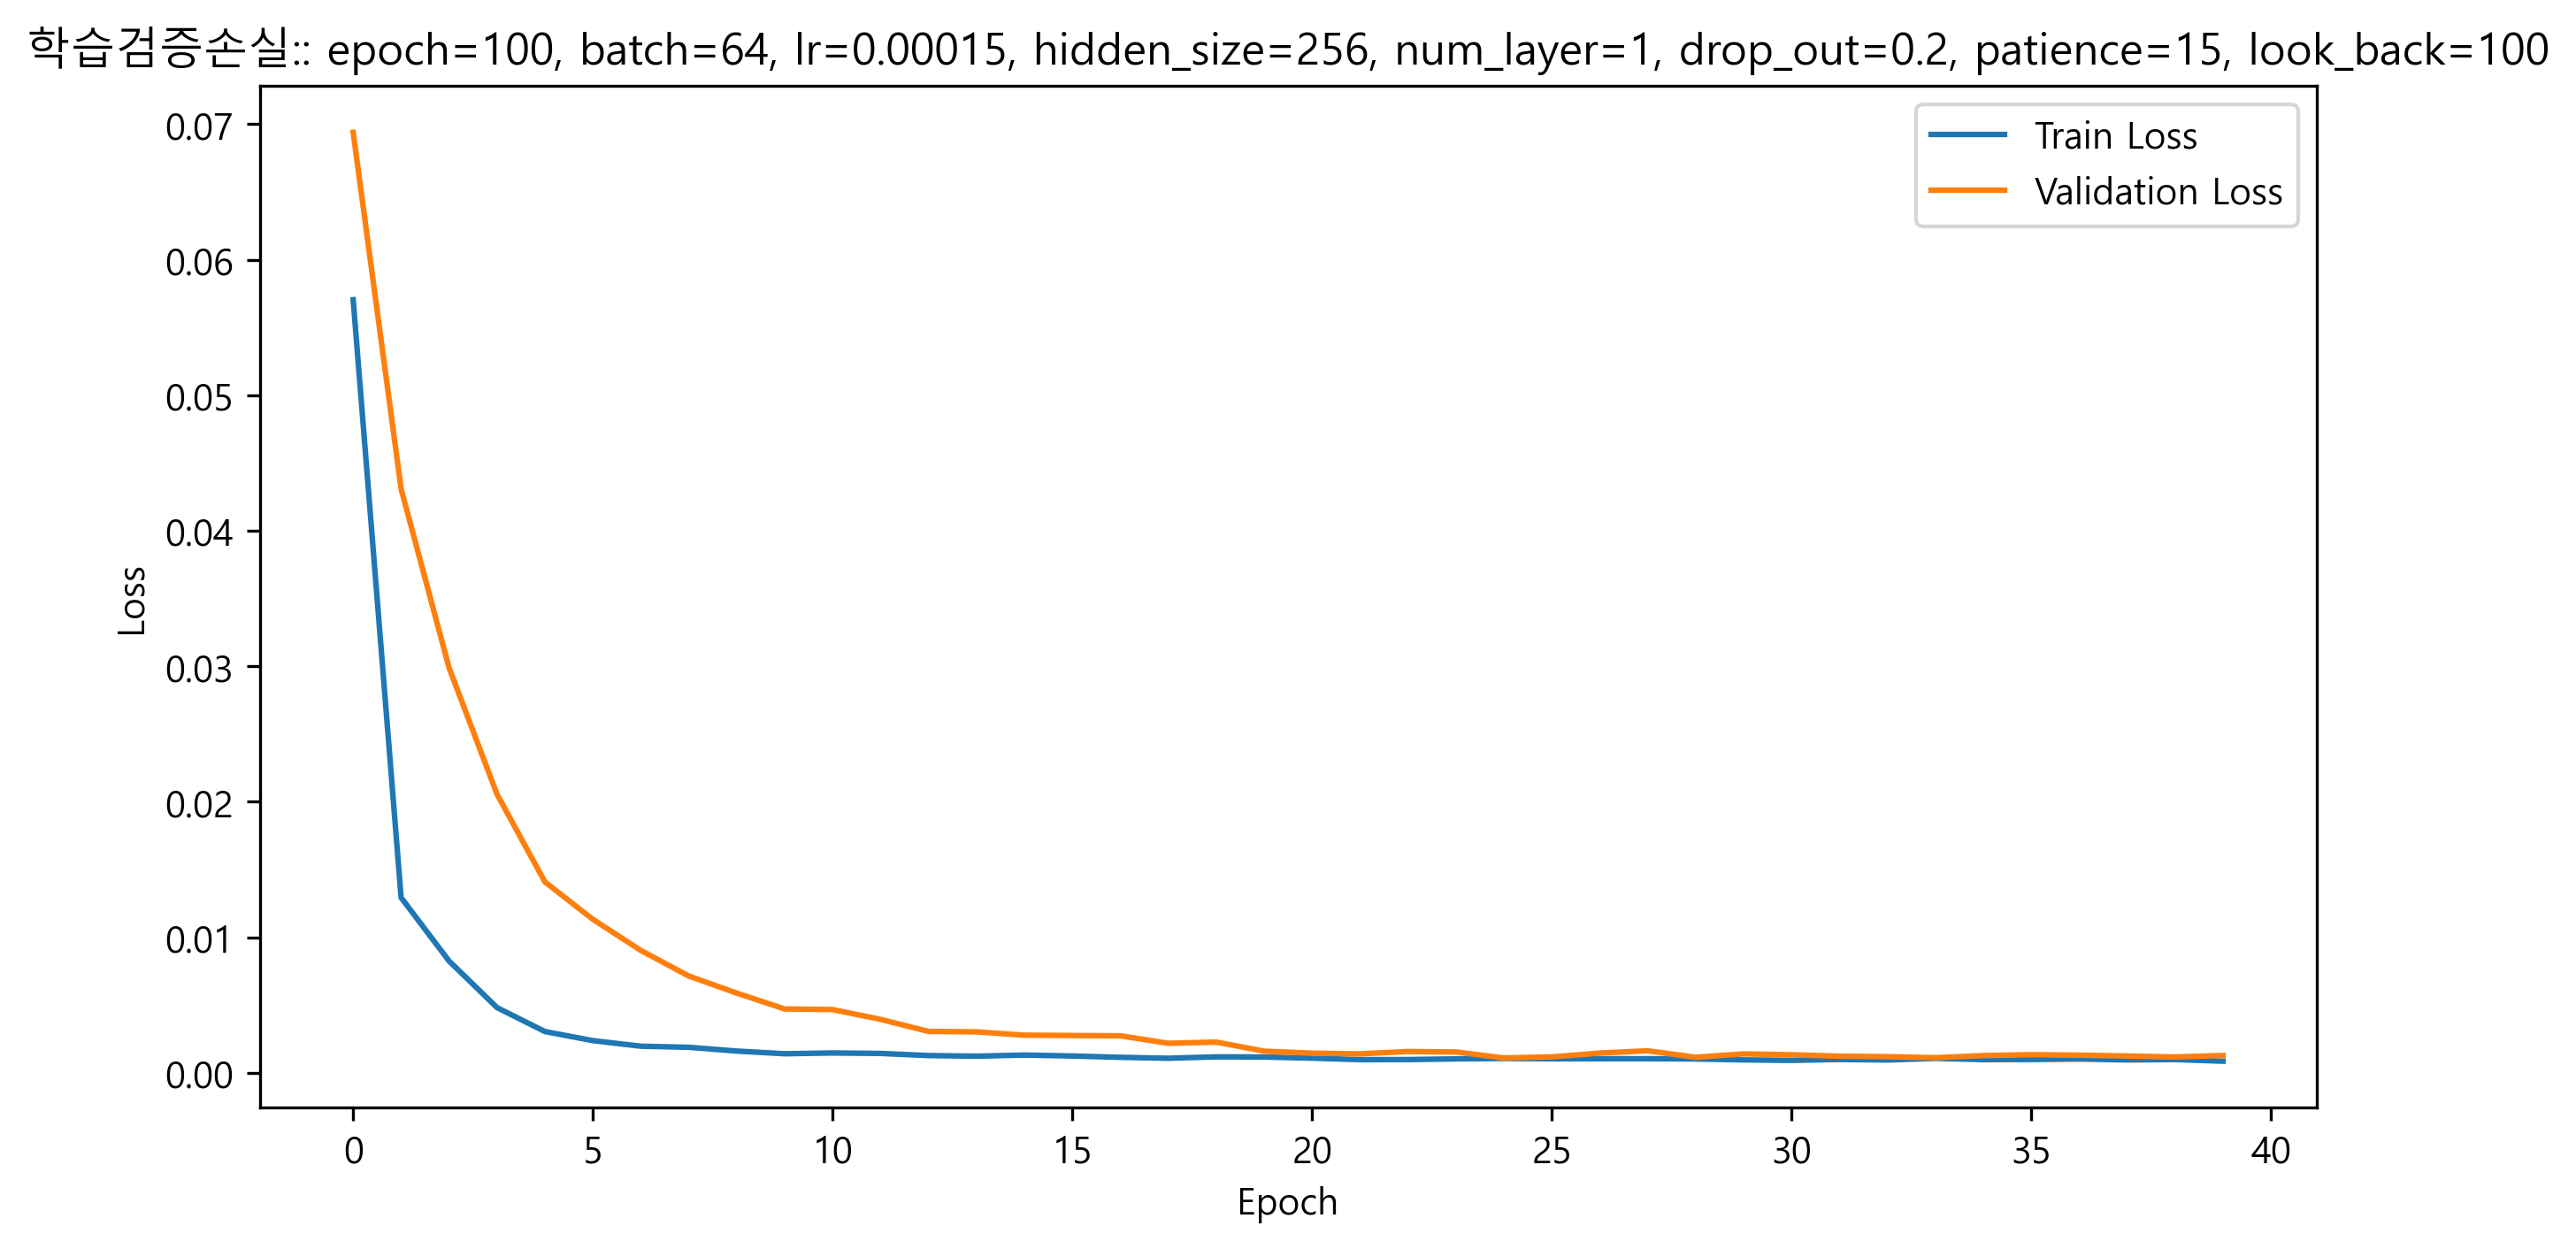 학습검증손실:: epoch=100, batch=64, lr=0.00015, hidden_size=256, num_layer=1, drop_out=0.2, patience=15, look_back=100
Train Loss
Validation Loss
0.07
0.06
0.05
0.04
0.03
0.02
0.01
0.00
Loss
0 5 10 15 20 25 30 35 40
Epoch